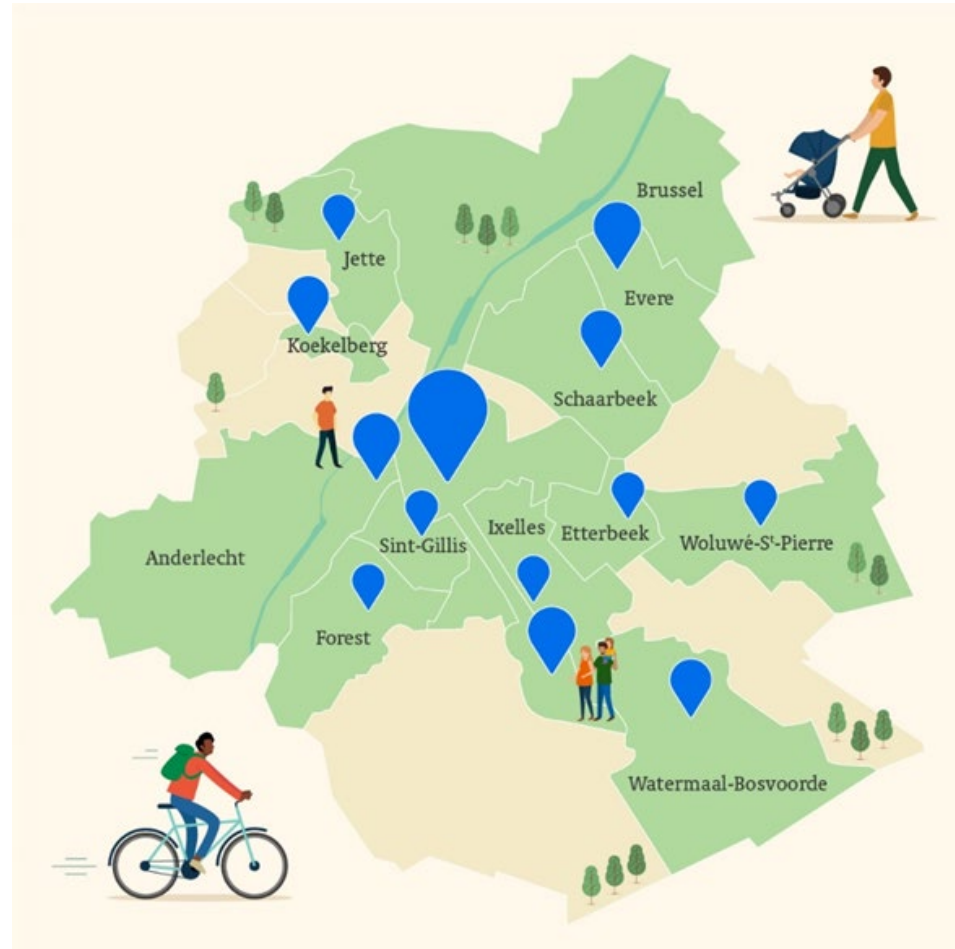 Brussel
Jette
Evere
Koekelberg
Schaarbeek
Ixelles
Etterbeek
Sint-Gillis
Woluwé-Sᵗ-Pierre
Anderlecht
Forest
Watermaal-Bosvoorde